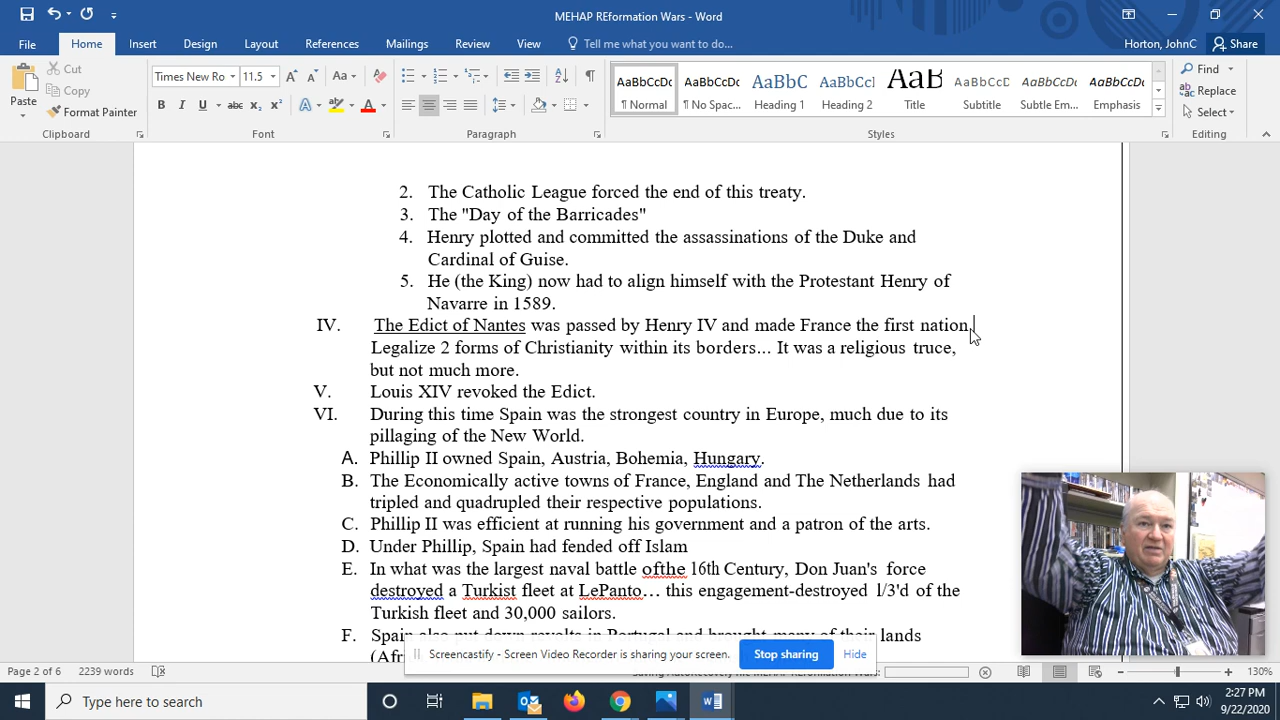 MEHAP REformation Wars - Word
File Home Insert Design Layout References Mailings Review View Tell me what you want to do... Horton, JohnC Share
Cut
Copy
Paste
Format Painter
Clipboard
Times New Ro 11.5
Font
Paragraph
AaBbCcDc AaBbCcDc AaBbC AaBbCcD AaB AaBbCcD AaBbCcDc AaBbCcDc
¶ Normal ¶ No Spac... Heading 1 Heading 2 Title Subtitle Subtle Em... Emphasis
Styles
Find
Replace
Select
Editing
2. The Catholic League forced the end of this treaty.
3. The "Day of the Barricades"
4. Henry plotted and committed the assassinations of the Duke and
Cardinal of Guise.
5. He (the King) now had to align himself with the Protestant Henry of
Navarre in 1589.
IV. The Edict of Nantes was passed by Henry IV and made France the first nation
Legalize 2 forms of Christianity within its borders... It was a religious truce,
but not much more.
V. Louis XIV revoked the Edict.
VI. During this time Spain was the strongest country in Europe, much due to its
pillaging of the New World.
A. Phillip II owned Spain, Austria, Bohemia, Hungary.
B. The Economically active towns of France, England and The Netherlands had
tripled and quadrupled their respective populations.
C. Phillip II was efficient at running his government and a patron of the arts.
D. Under Phillip, Spain had fended off Islam
E. In what was the largest naval battle ofthe 16th Century, Don Juan's force
destroyed a Turkist fleet at LePanto... this engagement-destroyed l/3'd of the
Turkish fleet and 30,000 sailors.
F. Spain also put down revolts in Portugal and brought many of their lands
(Afr
Screencastify - Screen Video Recorder is sharing your screen. Stop sharing Hide
Page 2 of 6 2239 words
130%
Type here to search
2:27 PM
9/22/2020